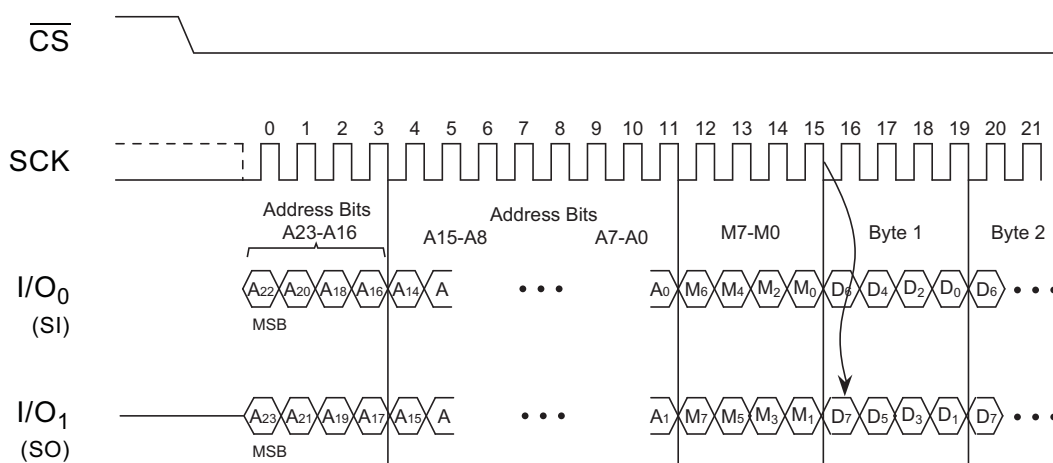 CS
0 1 2 3 4 5 6 7 8 9 10 11 12 13 14 15 16 17 18 19 20 21
SCK
Address Bits
A23-A16
Address Bits
A15-A8
A7-A0
M7-M0
Byte 1
Byte 2
I/O0
(SI)
A22 A20 A18 A16 A14 A • • • A0 M6 M4 M2 M0 D6 D4 D2 D0 D6 • • •
MSB
I/O1
(SO)
A23 A21 A19 A17 A15 A • • • A1 M7 M5 M3 M1 D7 D5 D3 D1 D7 • • •
MSB